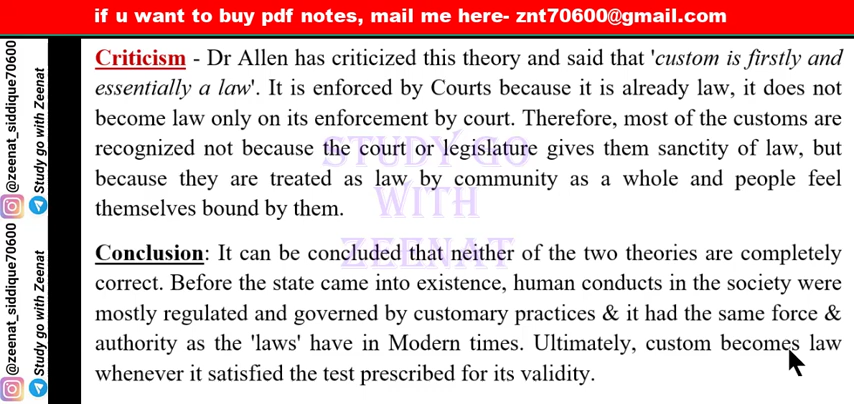 if u want to buy pdf notes, mail me here- znt70600@gmail.com
Criticism - Dr Allen has criticized this theory and said that 'custom is firstly and
essentially a law'. It is enforced by Courts because it is already law, it does not
become law only on its enforcement by court. Therefore, most of the customs are
recognized not because the court or legislature gives them sanctity of law, but
because they are treated as law by community as a whole and people feel
themselves bound by them.
Conclusion: It can be concluded that neither of the two theories are completely
correct. Before the state came into existence, human conducts in the society were
mostly regulated and governed by customary practices & it had the same force &
authority as the 'laws' have in Modern times. Ultimately, custom becomes law
whenever it satisfied the test prescribed for its validity.
STUDY GO
WITH
ZEENAT
@zeenat_siddique70600
Study go with Zeenat
@zeenat_siddique70600
Study go with Zeenat